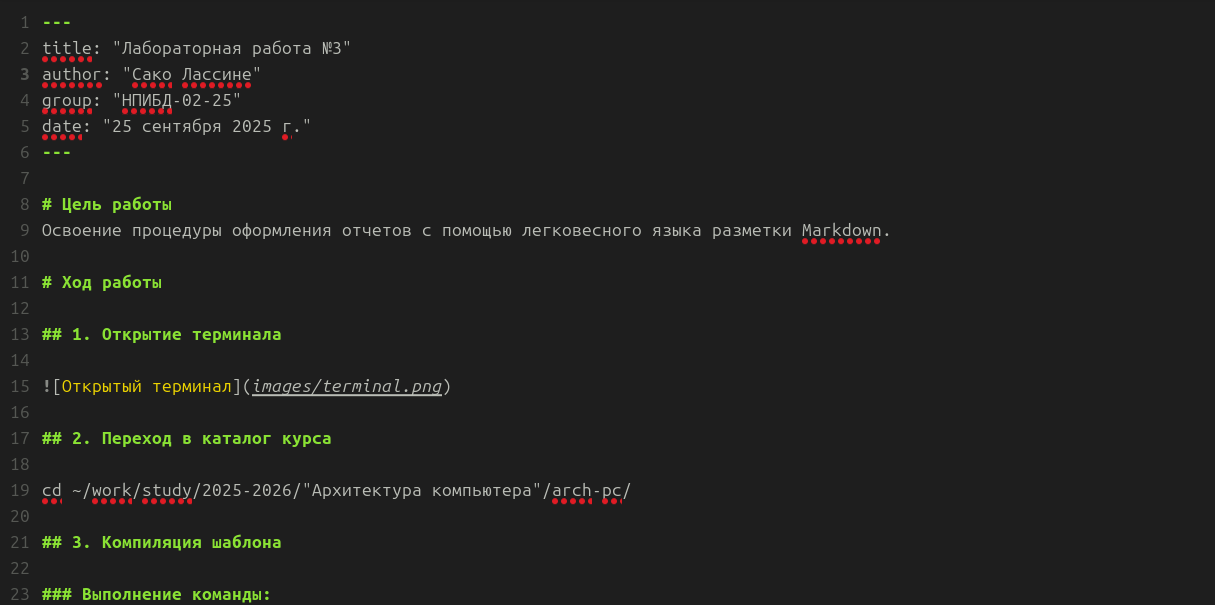 1 ---
2 title: "Лабораторная работа №3"
3 author: "Сако Лассине"
4 group: "НПИБД-02-25"
5 date: "25 сентября 2025 г."
6 ---
7
8 # Цель работы
9 Освоение процедуры оформления отчетов с помощью легковесного языка разметки Markdown.
10
11 # Ход работы
12
13 ## 1. Открытие терминала
14
15 ![Открытый терминал](images/terminal.png)
16
17 ## 2. Переход в каталог курса
18
19 cd ~/work/study/2025-2026/"Архитектура компьютера"/arch-pc/
20
21 ## 3. Компиляция шаблона
22
23 ### Выполнение команды: